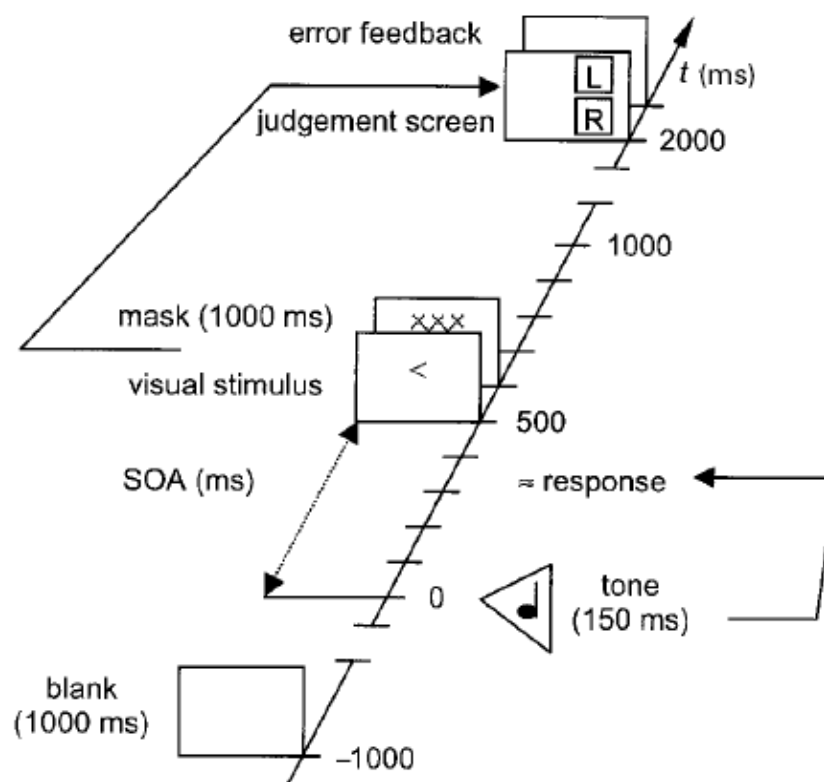 error feedback
t (ms)
L
judgement screen
R
2000
1000
mask (1000 ms)
×××
visual stimulus
<
500
SOA (ms)
≈ response
0
tone
(150 ms)
blank
(1000 ms)
−1000